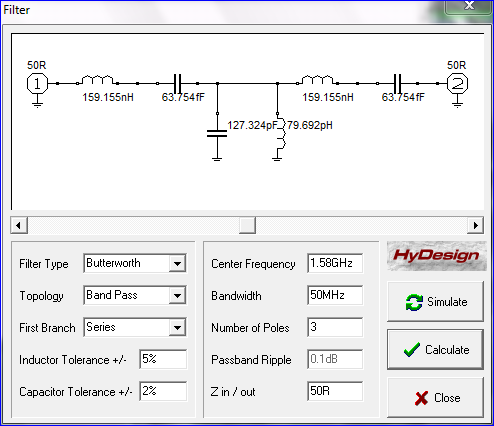 Filter
50R 50R
1 2
159.155nH 63.754fF 159.155nH 63.754fF
127.324pF 79.692pH
Filter Type Butterworth
Topology Band Pass
First Branch Series
Inductor Tolerance +/- 5%
Capacitor Tolerance +/- 2%
Center Frequency 1.58GHz
Bandwidth 50MHz
Number of Poles 3
Passband Ripple 0.1dB
Z in / out 50R
HyDesign
Simulate
Calculate
Close